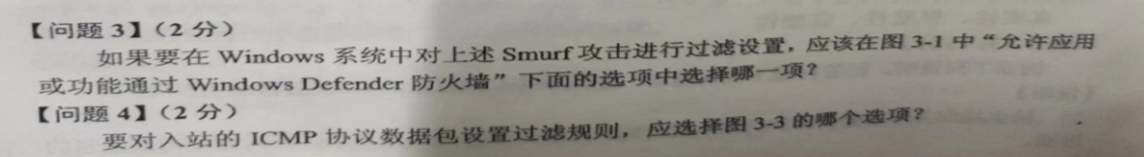 【问题 3】（2 分）
如果要在 Windows 系统中对上述 Smurf 攻击进行过滤设置，应该在图 3-1 中“允许应用
或功能通过 Windows Defender 防火墙”下面的选项中选择哪一项？
【问题 4】（2 分）
要对入站的 ICMP 协议数据包设置过滤规则，应选择图 3-3 的哪个选项？